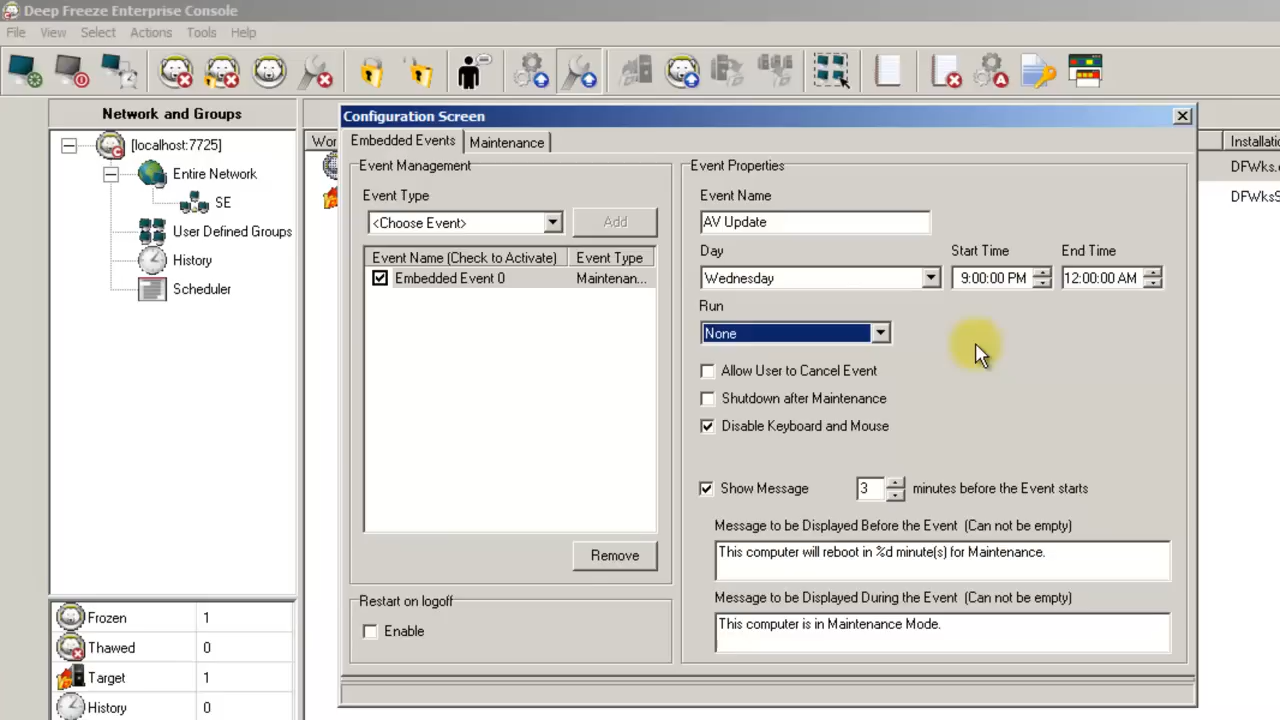 Deep Freeze Enterprise Console
File View Select Actions Tools Help
Network and Groups
[localhost:7725]
Entire Network
SE
User Defined Groups
History
Scheduler
Frozen 1
Thawed 0
Target 1
History 0
Wor
Configuration Screen
Embedded Events Maintenance
Event Management
Event Type
<Choose Event> Add
Event Name (Check to Activate) Event Type
Embedded Event 0 Maintenan...
Remove
Restart on logoff
Enable
Event Properties
Event Name
AV Update
Day Start Time End Time
Wednesday 9:00:00 PM 12:00:00 AM
Run
None
Allow User to Cancel Event
Shutdown after Maintenance
Disable Keyboard and Mouse
Show Message 3 minutes before the Event starts
Message to be Displayed Before the Event (Can not be empty)
This computer will reboot in %d minute(s) for Maintenance.
Message to be Displayed During the Event (Can not be empty)
This computer is in Maintenance Mode.
Installatio
DFWks.e
DFWksS